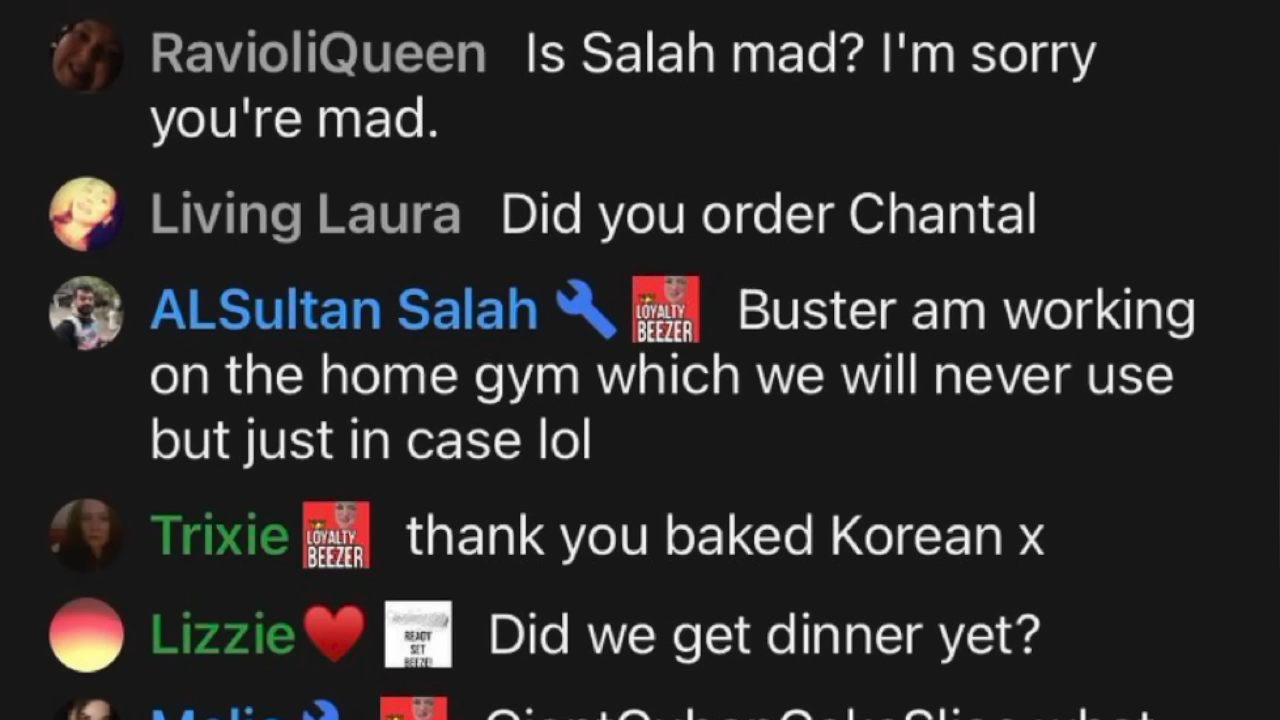 RavioliQueen Is Salah mad? I'm sorry
you're mad.
Living Laura Did you order Chantal
ALSultan Salah LOYALTY BEEZER Buster am working
on the home gym which we will never use
but just in case lol
Trixie LOYALTY BEEZER thank you baked Korean x
Lizzie READY SET BEEZE! Did we get dinner yet?